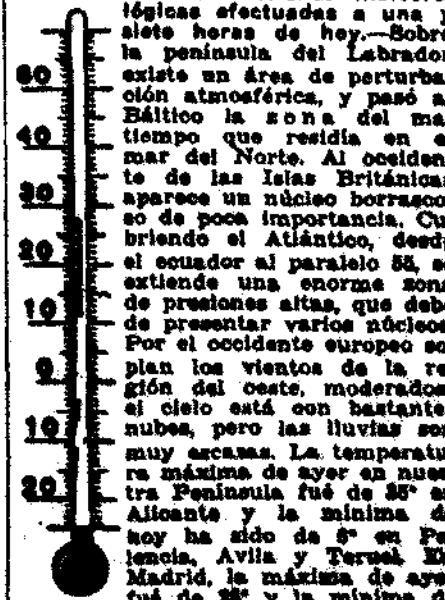 lógicas efectuadas a una
siete horas de hoy.—Sobre
la península del Labrador
existe un área de perturba
ción atmosférica, y pasó a
Báltico la zona del ma
tiempo que residía en e
mar del Norte. Al occiden
te de las Islas Británicas
aparece un núcleo borrasco
so de poca importancia. Cu
briendo el Atlántico, desde
el ecuador al paralelo 55, se
extiende una enorme zona
de presiones altas, que debe
de presentar varios núcleos
Por el occidente europeo so
plan los vientos de la re
gión del oeste, moderados
el cielo está con bastante
nubes, pero las lluvias son
muy escasas. La temperatu
ra máxima de ayer en nues
tra Península fué de 35° en
Alicante y la mínima de
hoy ha sido de en Pa
lencia, Avila y Teruel. En
Madrid, la máxima de ayer
fué de y la mínima de
50
40
30
20
10
0
10
20